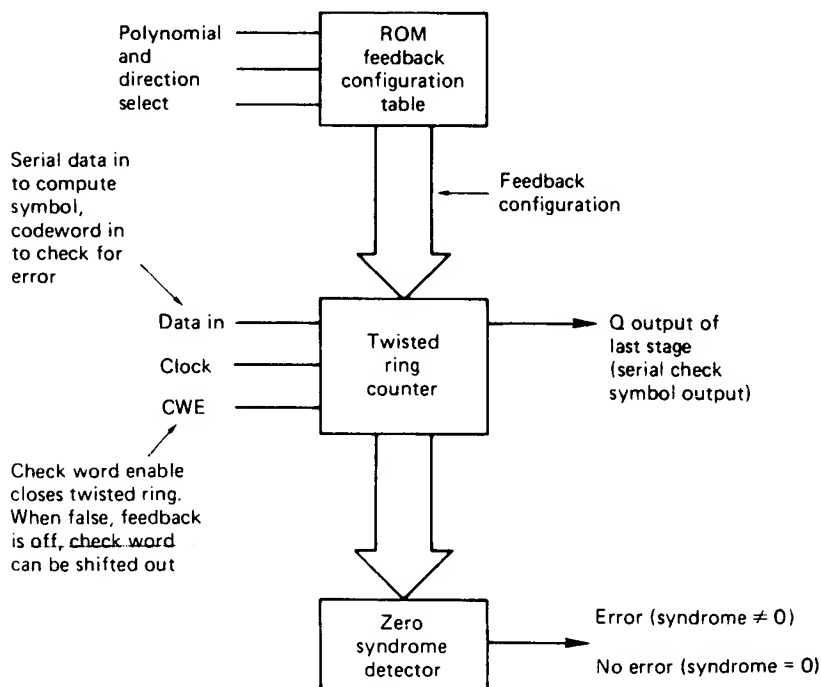 Polynomial
and
direction
select
ROM
feedback
configuration
table
Serial data in
to compute
symbol,
codeword in
to check for
error
Feedback
configuration
Data in
Clock
CWE
Twisted
ring
counter
Q output of
last stage
(serial check
symbol output)
Check word enable
closes twisted ring.
When false, feedback
is off, check word
can be shifted out
Zero
syndrome
detector
Error (syndrome ≠ 0)
No error (syndrome = 0)